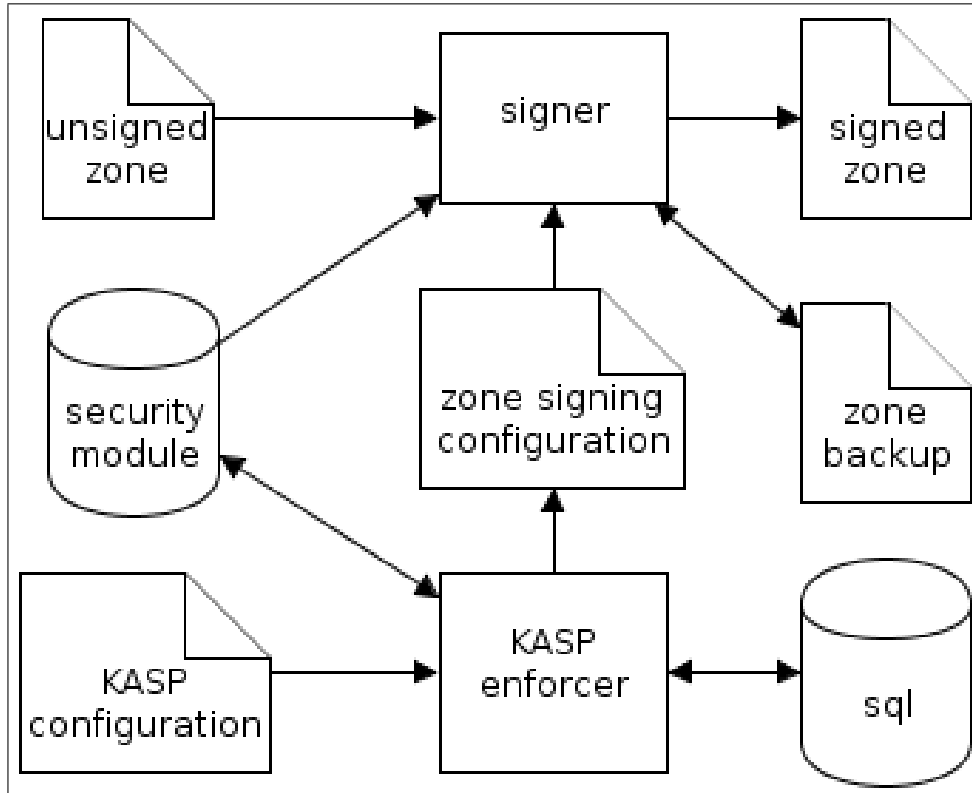 unsigned
zone
signer
signed
zone
security
module
zone signing
configuration
zone
backup
KASP
configuration
KASP
enforcer
sql